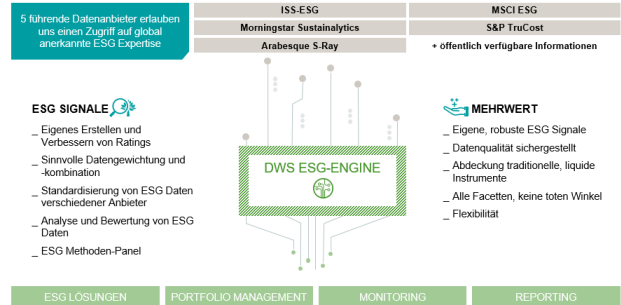 5 führende Datenanbieter erlauben
uns einen Zugriff auf global
anerkannte ESG Expertise
ISS-ESG
MSCI ESG
Morningstar Sustainalytics
S&P TruCost
Arabesque S-Ray
+ öffentlich verfügbare Informationen
ESG SIGNALE
_ Eigenes Erstellen und
Verbessern von Ratings
_ Sinnvolle Datengewichtung und
-kombination
_ Standardisierung von ESG Daten
verschiedener Anbieter
_ Analyse und Bewertung von ESG
Daten
_ ESG Methoden-Panel
DWS ESG-ENGINE
MEHRWERT
_ Eigene, robuste ESG Signale
_ Datenqualität sichergestellt
_ Abdeckung traditionelle, liquide
Instrumente
_ Alle Facetten, keine toten Winkel
_ Flexibilität
ESG LÖSUNGEN
PORTFOLIO MANAGEMENT
MONITORING
REPORTING